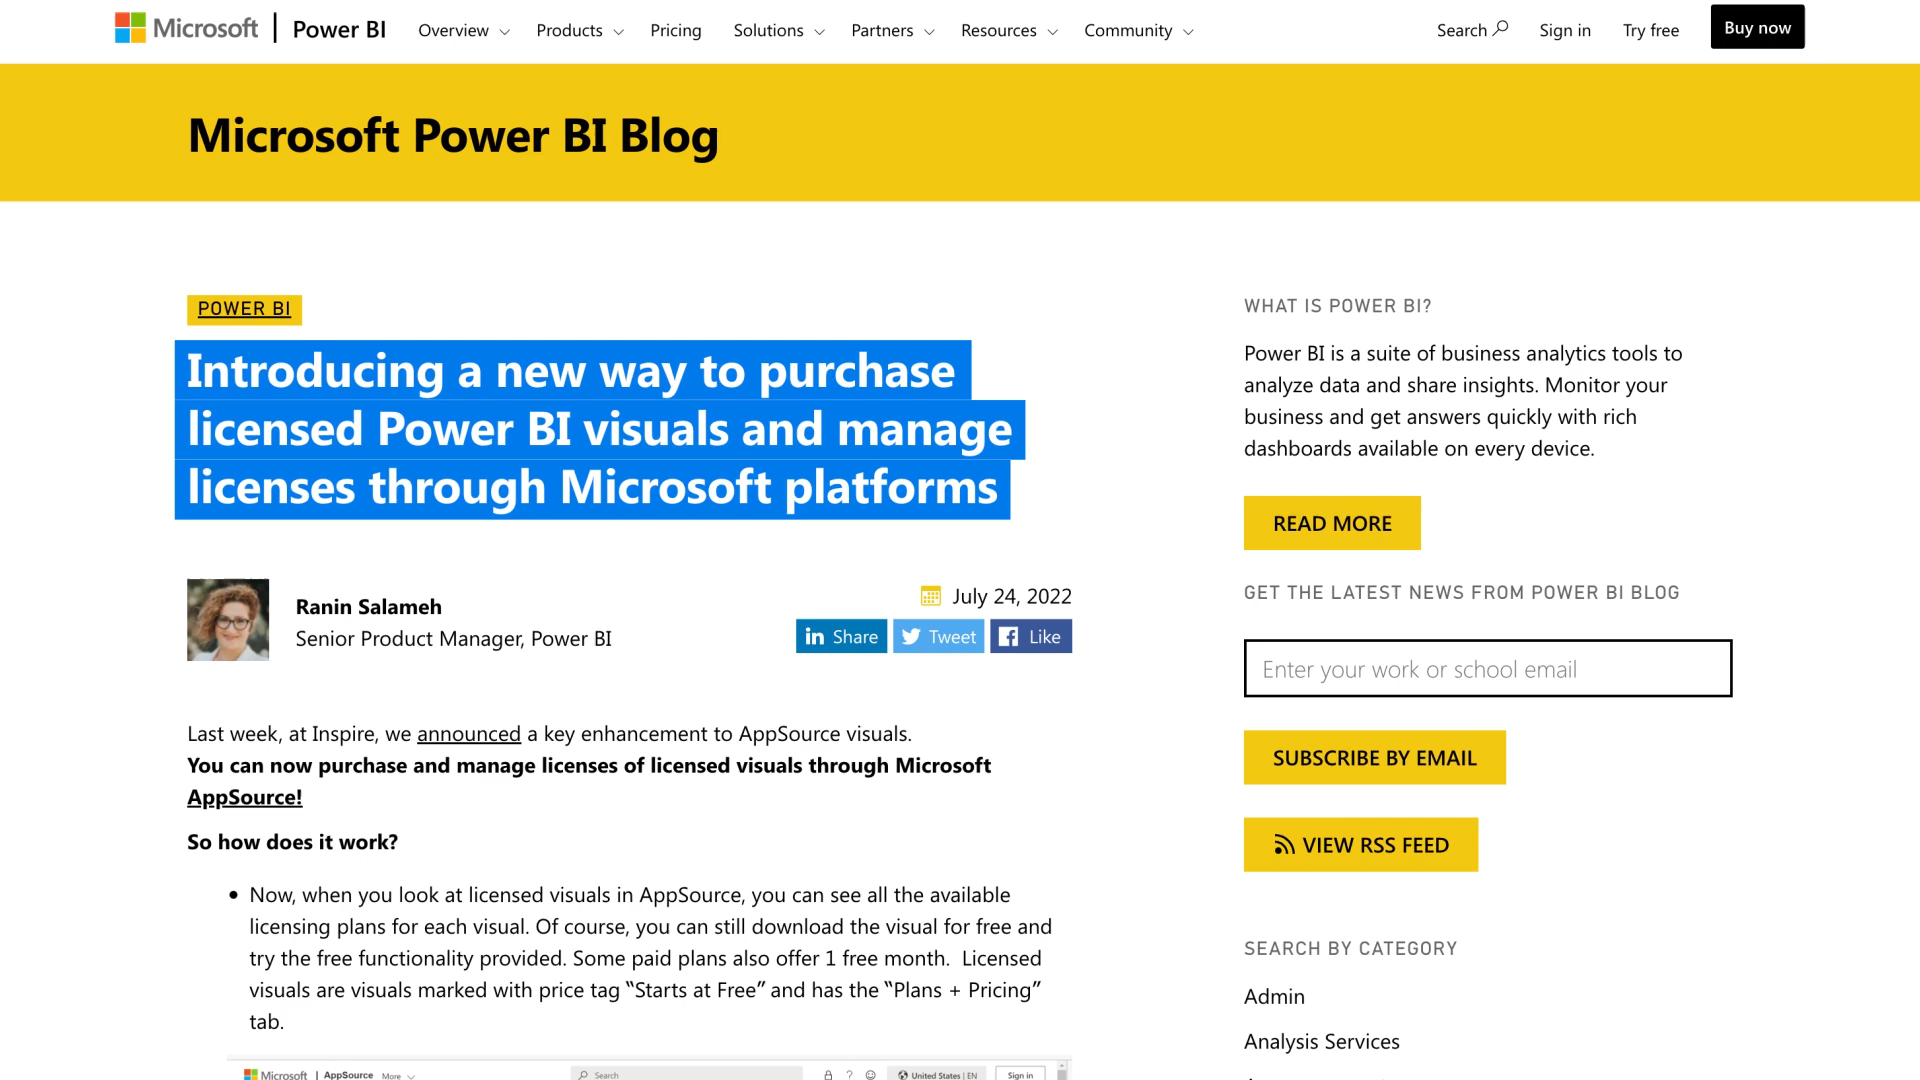 Microsoft | Power BI Overview Products Pricing Solutions Partners Resources Community Search Sign in Try free Buy now
Microsoft Power BI Blog
POWER BI
Introducing a new way to purchase
licensed Power BI visuals and manage
licenses through Microsoft platforms
Ranin Salameh
Senior Product Manager, Power BI
July 24, 2022
in Share Tweet Like
Last week, at Inspire, we announced a key enhancement to AppSource visuals.
You can now purchase and manage licenses of licensed visuals through Microsoft
AppSource!
So how does it work?
• Now, when you look at licensed visuals in AppSource, you can see all the available
licensing plans for each visual. Of course, you can still download the visual for free and
try the free functionality provided. Some paid plans also offer 1 free month. Licensed
visuals are visuals marked with price tag “Starts at Free” and has the “Plans + Pricing”
tab.
Microsoft | AppSource More Search ? United States | EN Sign in
WHAT IS POWER BI?
Power BI is a suite of business analytics tools to
analyze data and share insights. Monitor your
business and get answers quickly with rich
dashboards available on every device.
READ MORE
GET THE LATEST NEWS FROM POWER BI BLOG
Enter your work or school email
SUBSCRIBE BY EMAIL
VIEW RSS FEED
SEARCH BY CATEGORY
Admin
Analysis Services